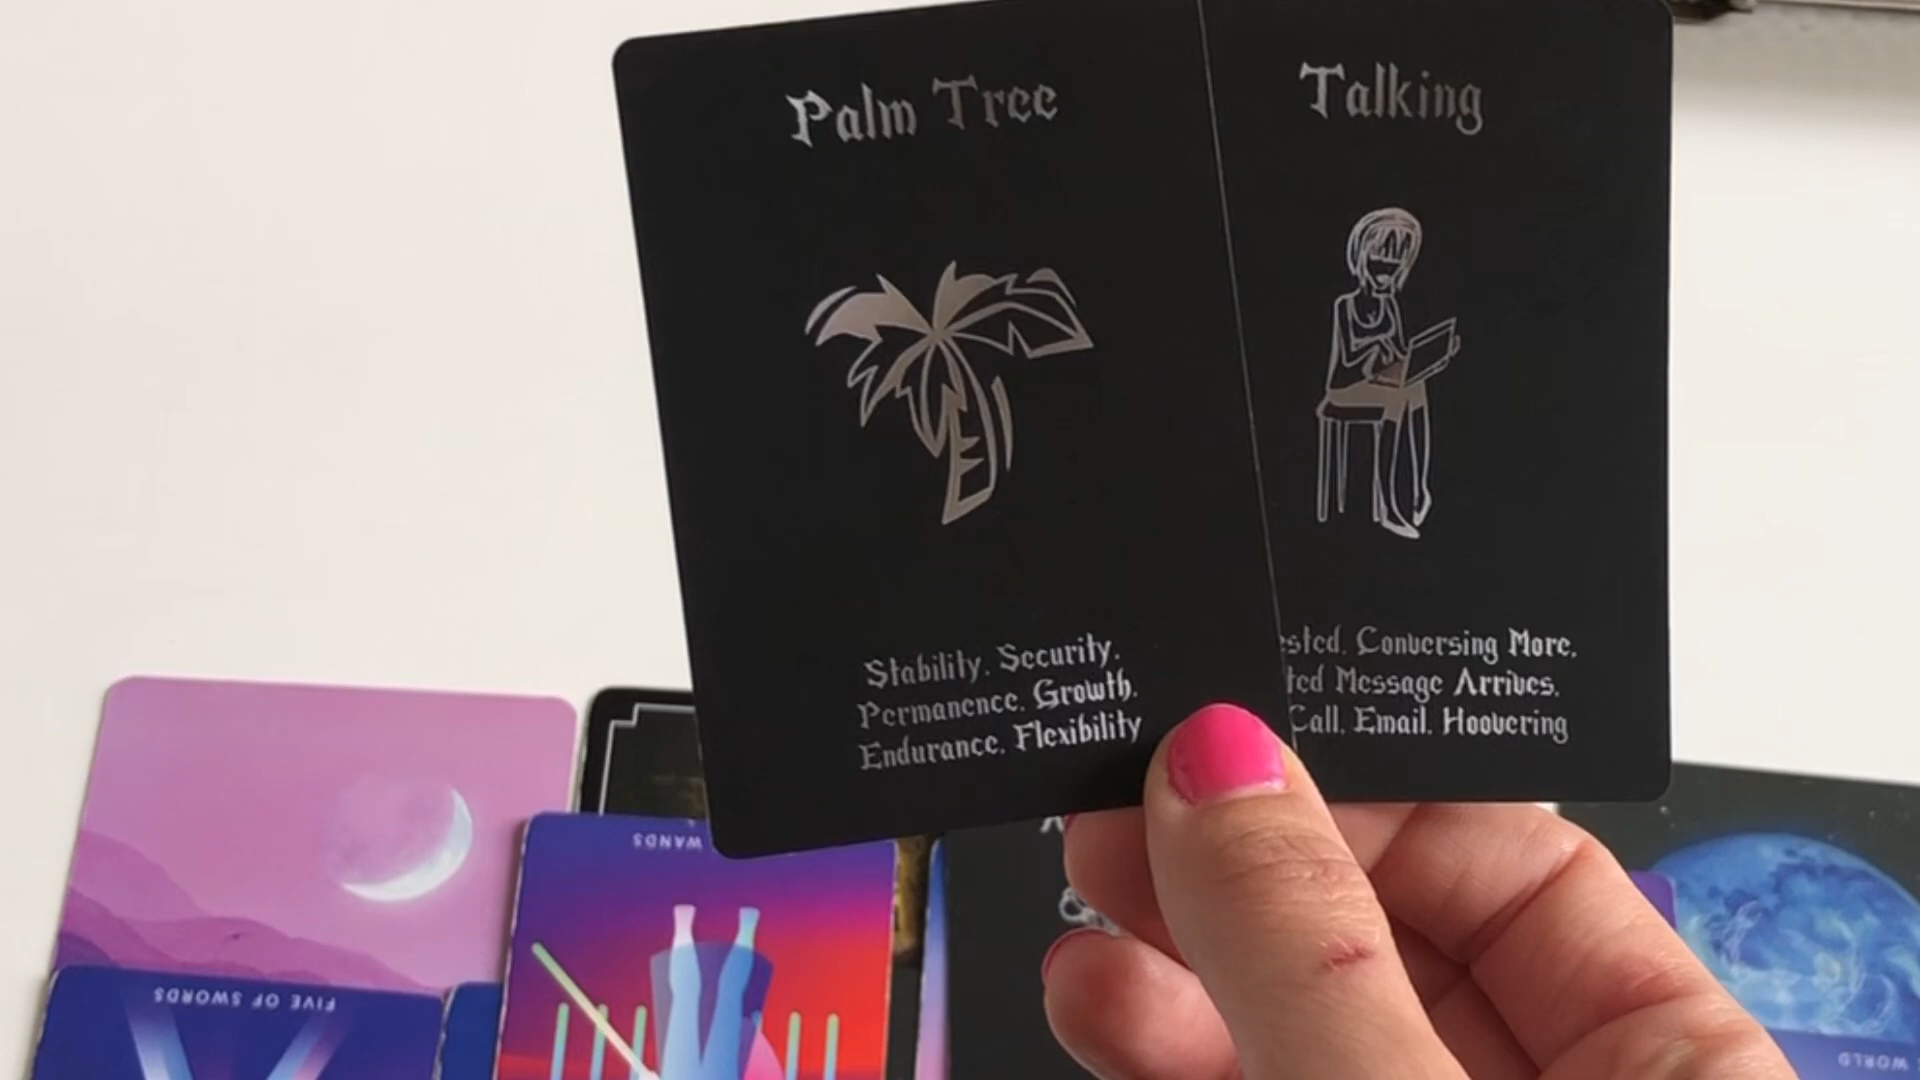 Palm Tree
Talking
Stability. Security.
Permanence. Growth.
Endurance. Flexibility
Conversing More.
Message Arrives.
Call. Email. Hoovering
WANDS
FIVE OF SWORDS
WORLD